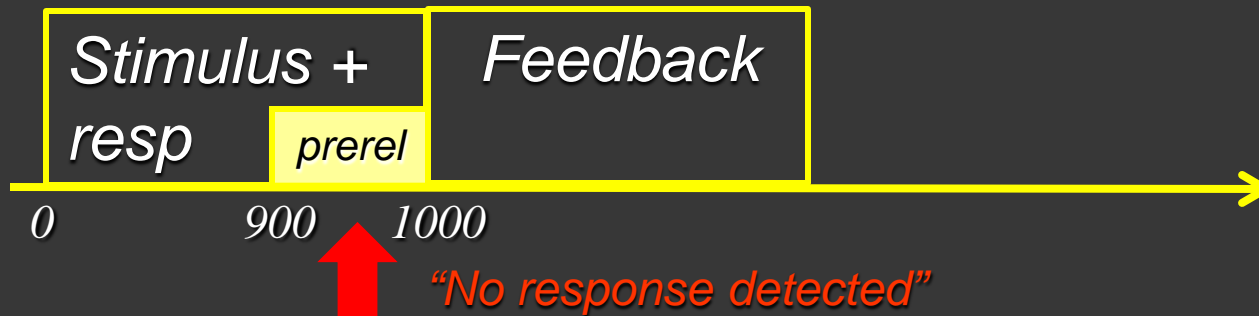 Stimulus +
resp
prerel
Feedback
0
900
1000
“No response detected”